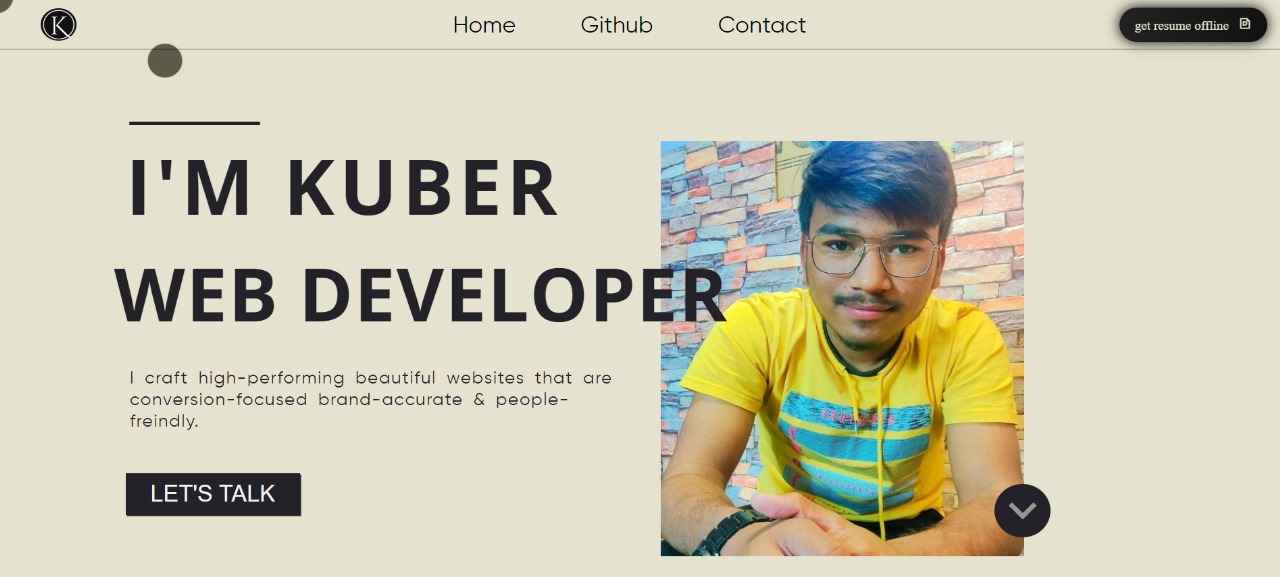 K
Home Github Contact
get resume offline
I'M KUBER
WEB DEVELOPER
I craft high-performing beautiful websites that are
conversion-focused brand-accurate & people-
freindly.
LET'S TALK